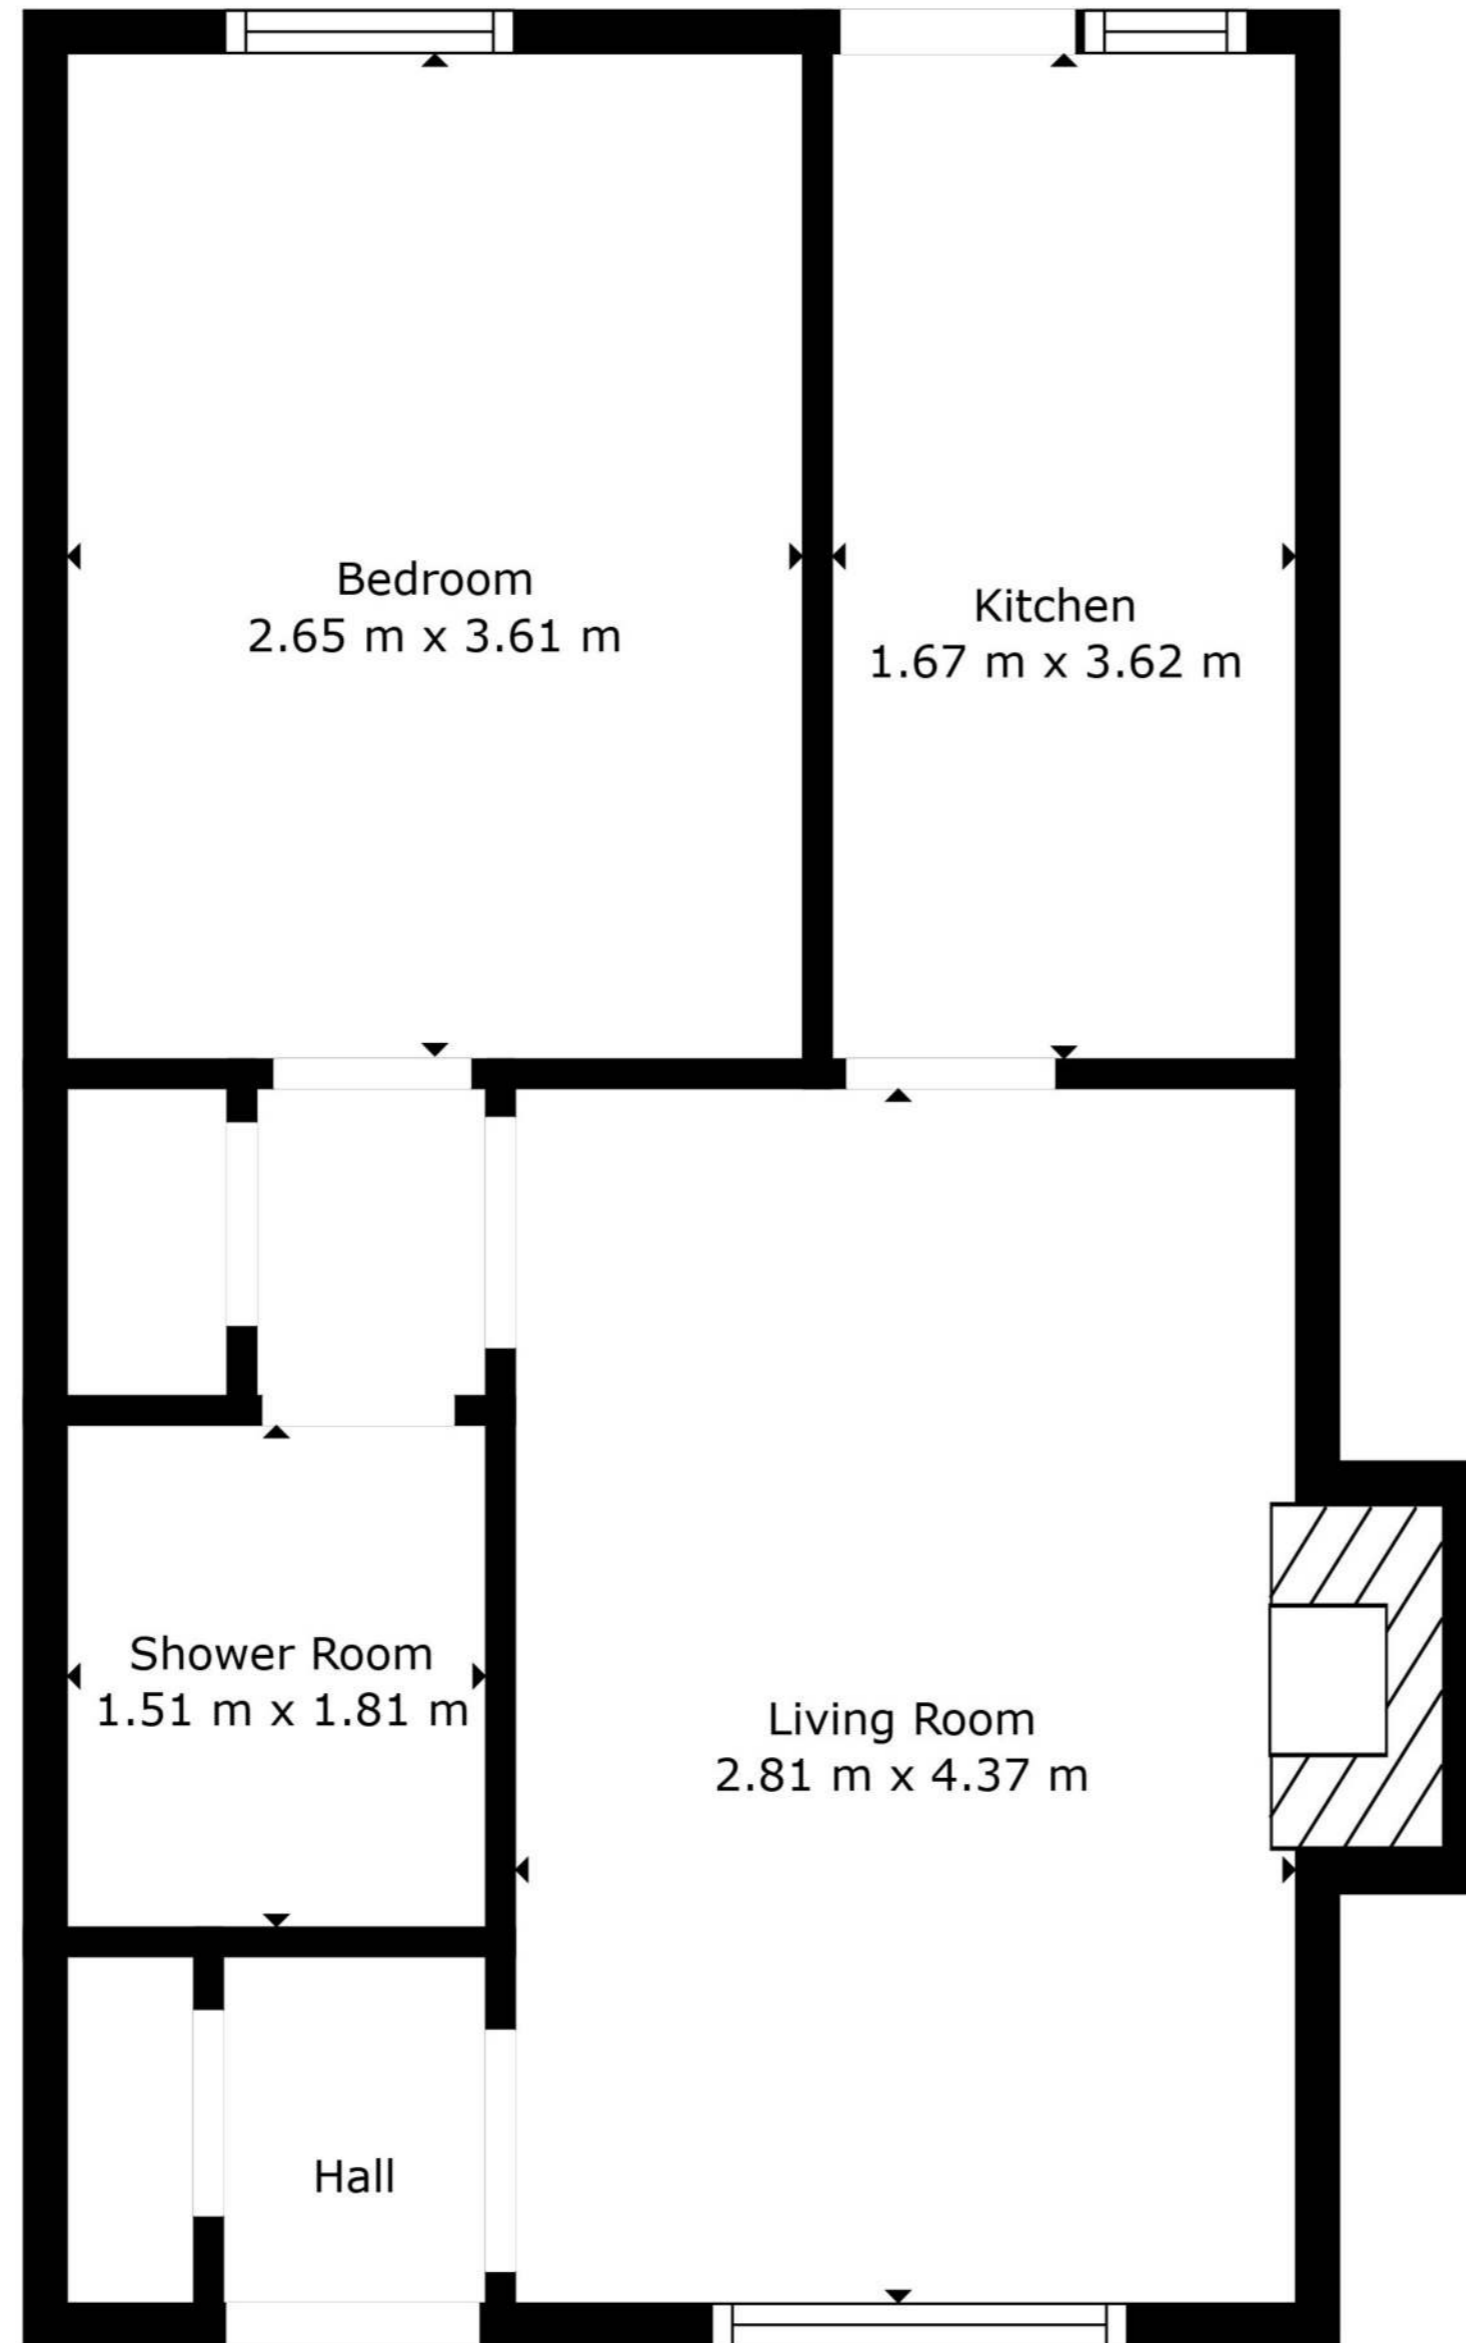 Bedroom
2.65 m x 3.61 m
Kitchen
1.67 m x 3.62 m
Shower Room
1.51 m x 1.81 m
Living Room
2.81 m x 4.37 m
Hall